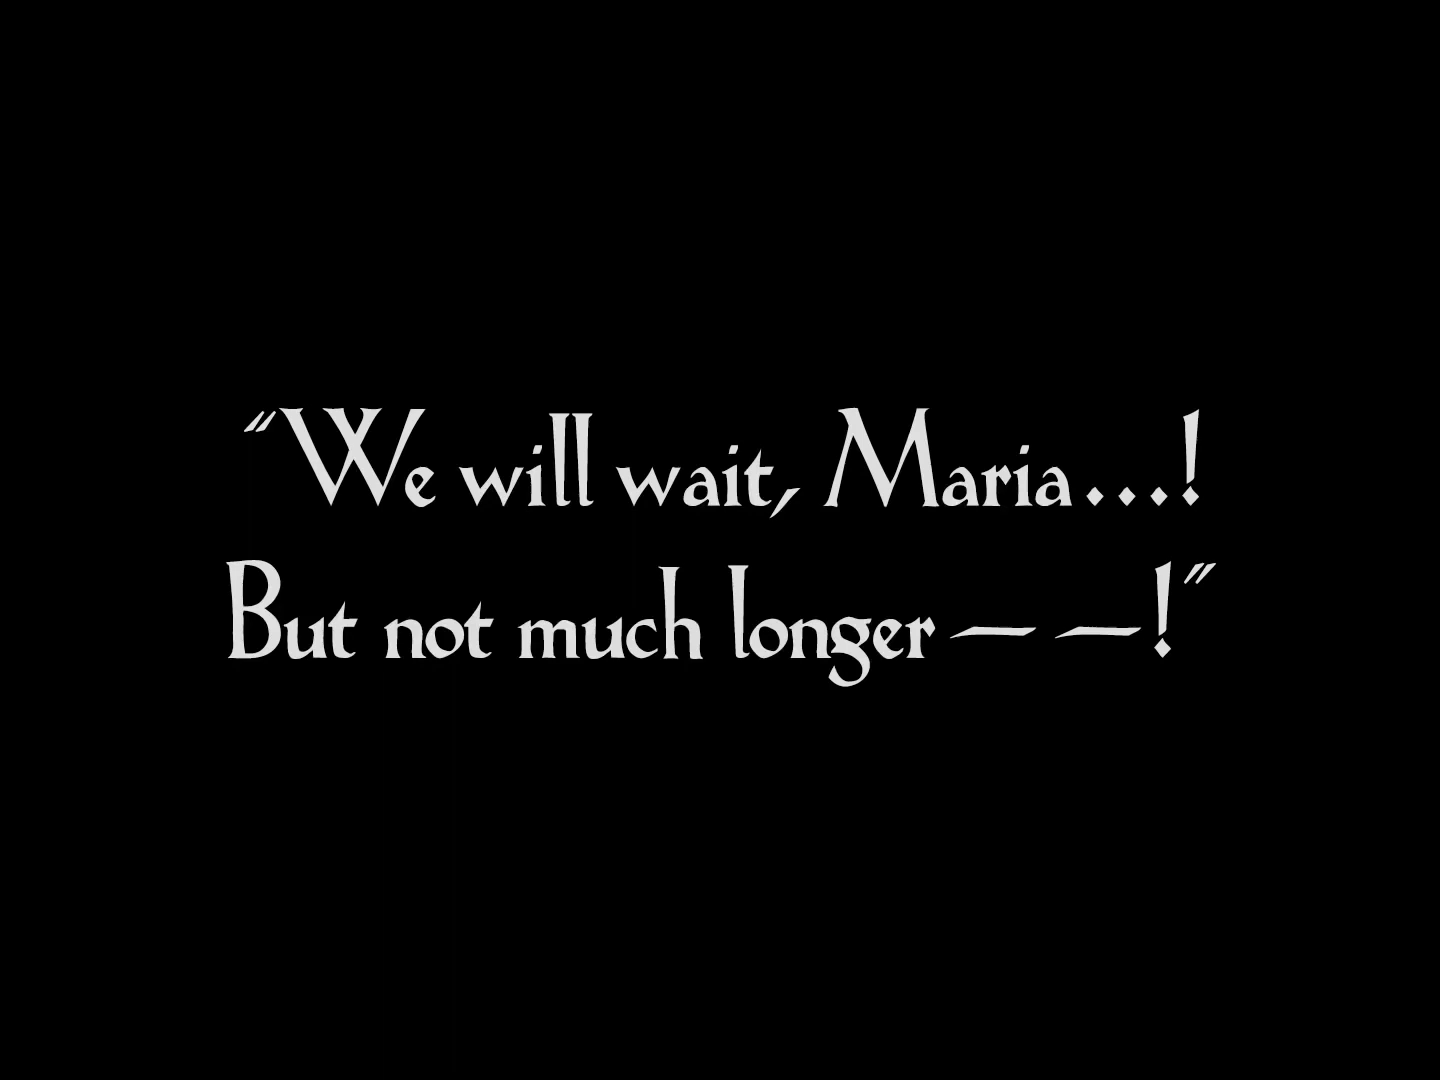 “We will wait, Maria...!
But not much longer — —!”